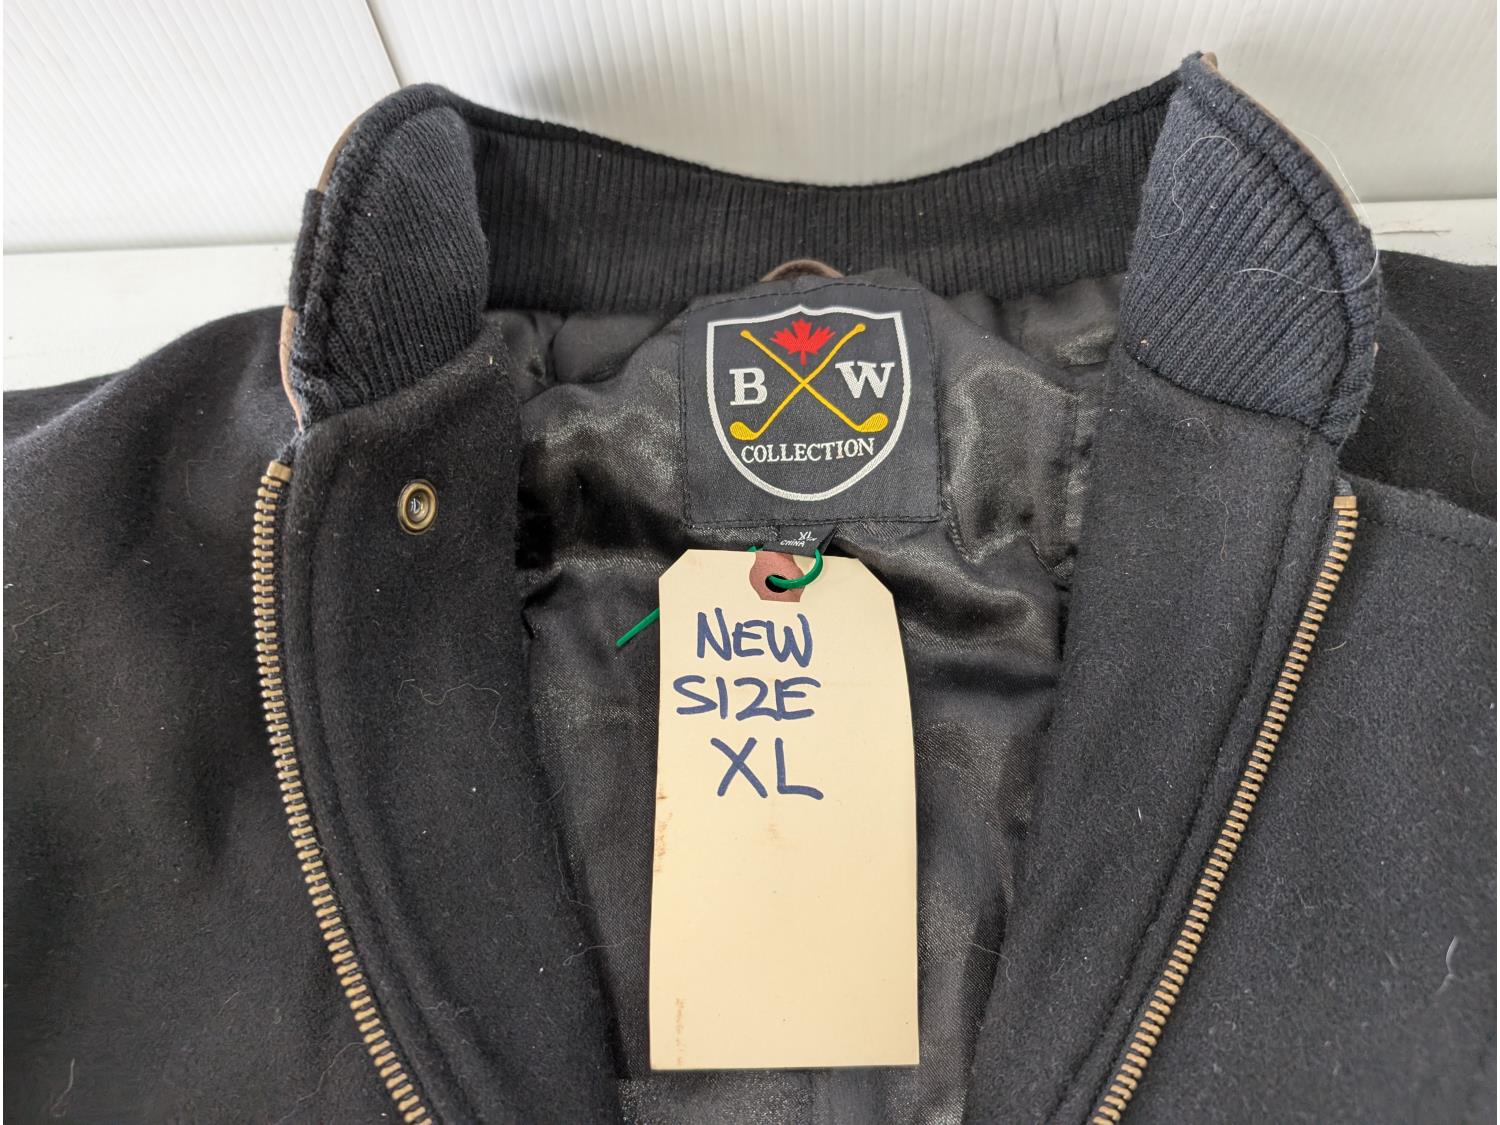 B W
COLLECTION
XL
CHINA
NEW
SIZE
XL